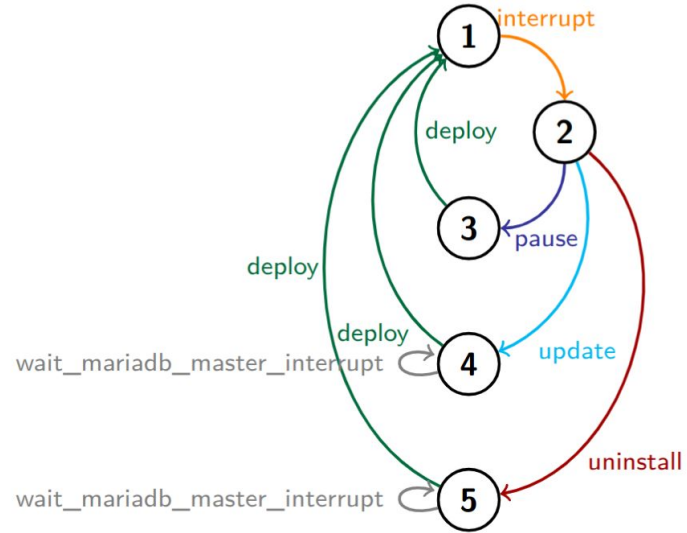 1
interrupt
2
deploy
3
pause
deploy
deploy
wait_mariadb_master_interrupt
4
update
uninstall
wait_mariadb_master_interrupt
5